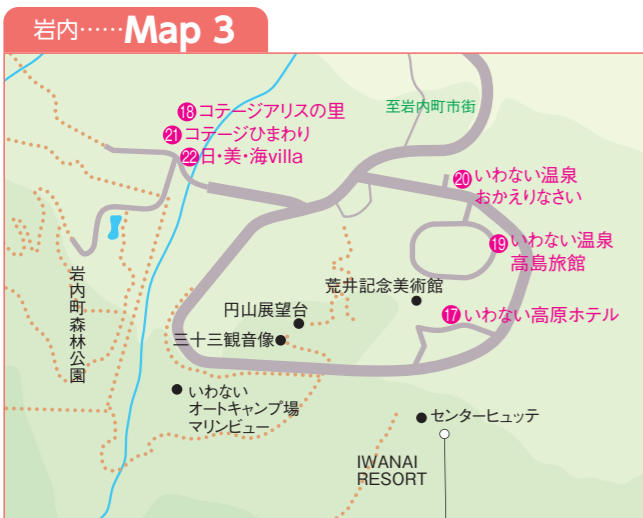 岩内……Map 3
⑱コテージアリスの里
㉑コテージひまわり
㉒日・美・海villa
至岩内町市街
⑳いわない温泉
おかえりなさい
⑲いわない温泉
高島旅館
荒井記念美術館
⑰いわない高原ホテル
円山展望台
三十三観音像
岩内町森林公園
いわない
オートキャンプ場
マリンビュー
センターヒュッテ
IWANAI
RESORT